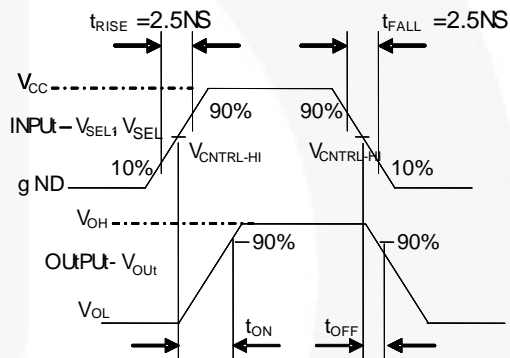 tRISE =2.5NS tFALL =2.5NS
VCC
90% 90%
INPUt– VSEL1, VSEL
VCNTRL-HI VCNTRL-HI
10% 10%
gND
VOH
90% 90%
OUtPUt- VOUt
VOL
tON tOFF